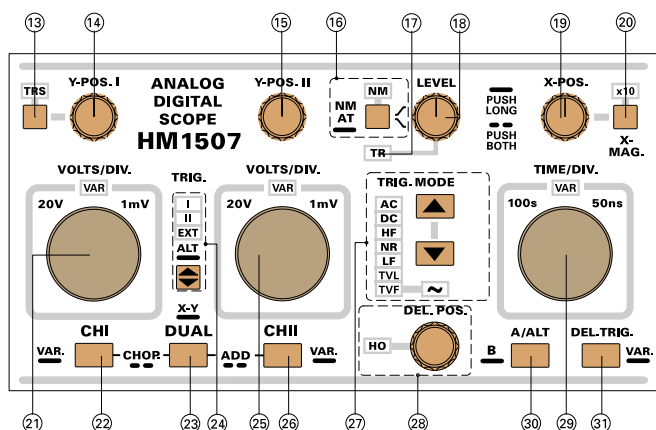 13 14 15 16 17 18 19 20
TRS Y-POS. I ANALOG DIGITAL SCOPE HM1507 Y-POS. II
NM AT NM LEVEL
TR
PUSH LONG
PUSH BOTH
X-POS. x10
X-MAG.
VOLTS/DIV.
VAR
20V 1mV
TRIG.
I
II
EXT
ALT
X-Y
VOLTS/DIV.
VAR
20V 1mV
TRIG. MODE
AC
DC
HF
NR
LF
TVL
TVF ~
TIME/DIV.
VAR
100s 50ns
DEL. POS.
HO
VAR. CHI CHOP. DUAL ADD CHII VAR.
B A/ALT DEL.TRIG. VAR.
21 22 23 24 25 26 27 28 30 29 31